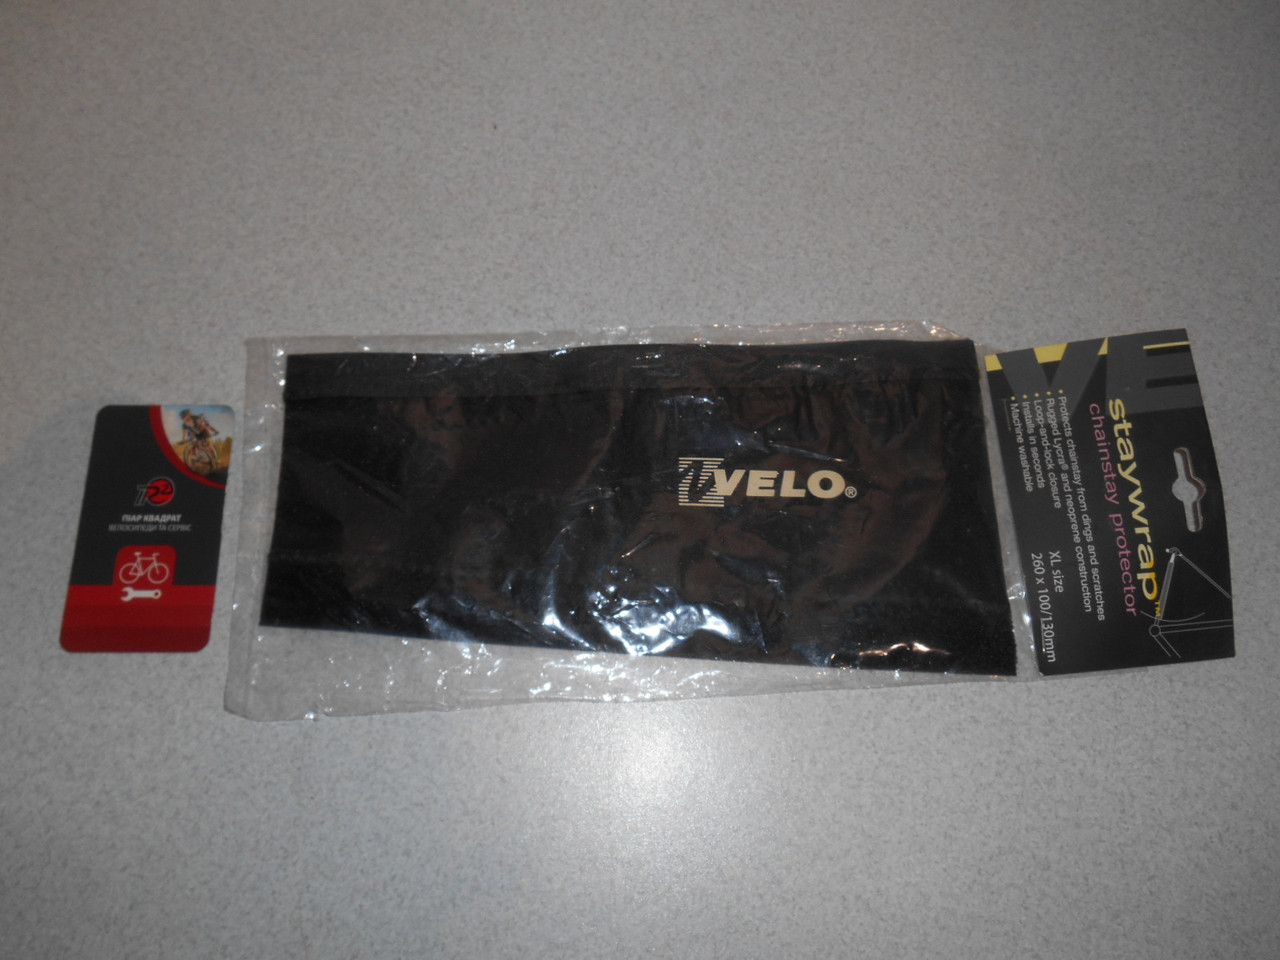 ПІАР КВАДРАТ
ВЕЛОСИПЕДИ ТА СЕРВІС
VELO®
VE
staywrap™
chainstay protector
• Protects chainstay from dings and scratches
• Rugged Lycra® and neoprene construction
• Loop-and-lock closure
• Installs in seconds
• Machine washable
XL size
260 x 100/130mm